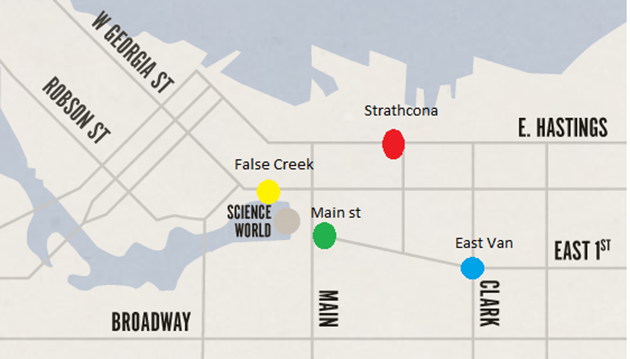 W GEORGIA ST
ROBSON ST
Strathcona
E. HASTINGS
False Creek
SCIENCE
WORLD
Main st
East Van
EAST 1ST
CLARK
MAIN
BROADWAY